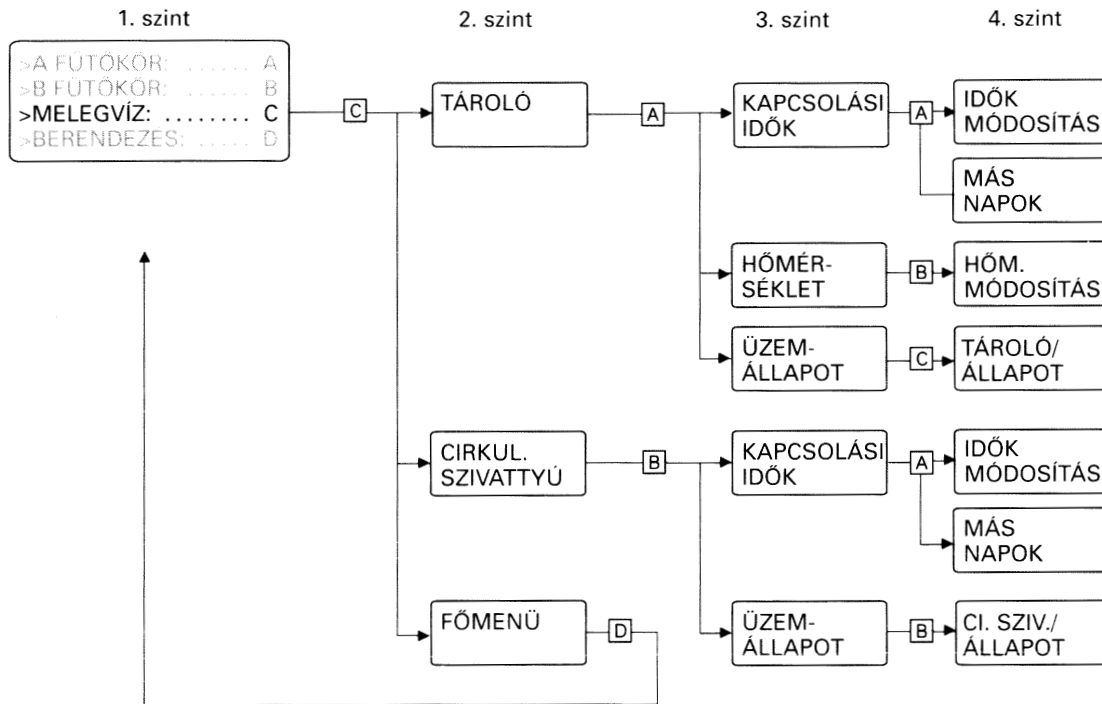 1. szint
2. szint
3. szint
4. szint
>A FŰTŐKÖR: ...... A
>B FŰTŐKÖR: ...... B
>MELEGVÍZ: ........ C
>BERENDEZÉS: ..... D
C
TÁROLÓ
A
KAPCSOLÁSI
IDŐK
A
IDŐK
MÓDOSÍTÁS
MÁS
NAPOK
HŐMÉR-
SÉKLET
B
HŐM.
MÓDOSÍTÁS
ÜZEM-
ÁLLAPOT
C
TÁROLÓ/
ÁLLAPOT
CIRKUL.
SZIVATTYÚ
B
KAPCSOLÁSI
IDŐK
A
IDŐK
MÓDOSÍTÁS
MÁS
NAPOK
FŐMENÜ
D
ÜZEM-
ÁLLAPOT
B
CI. SZIV./
ÁLLAPOT